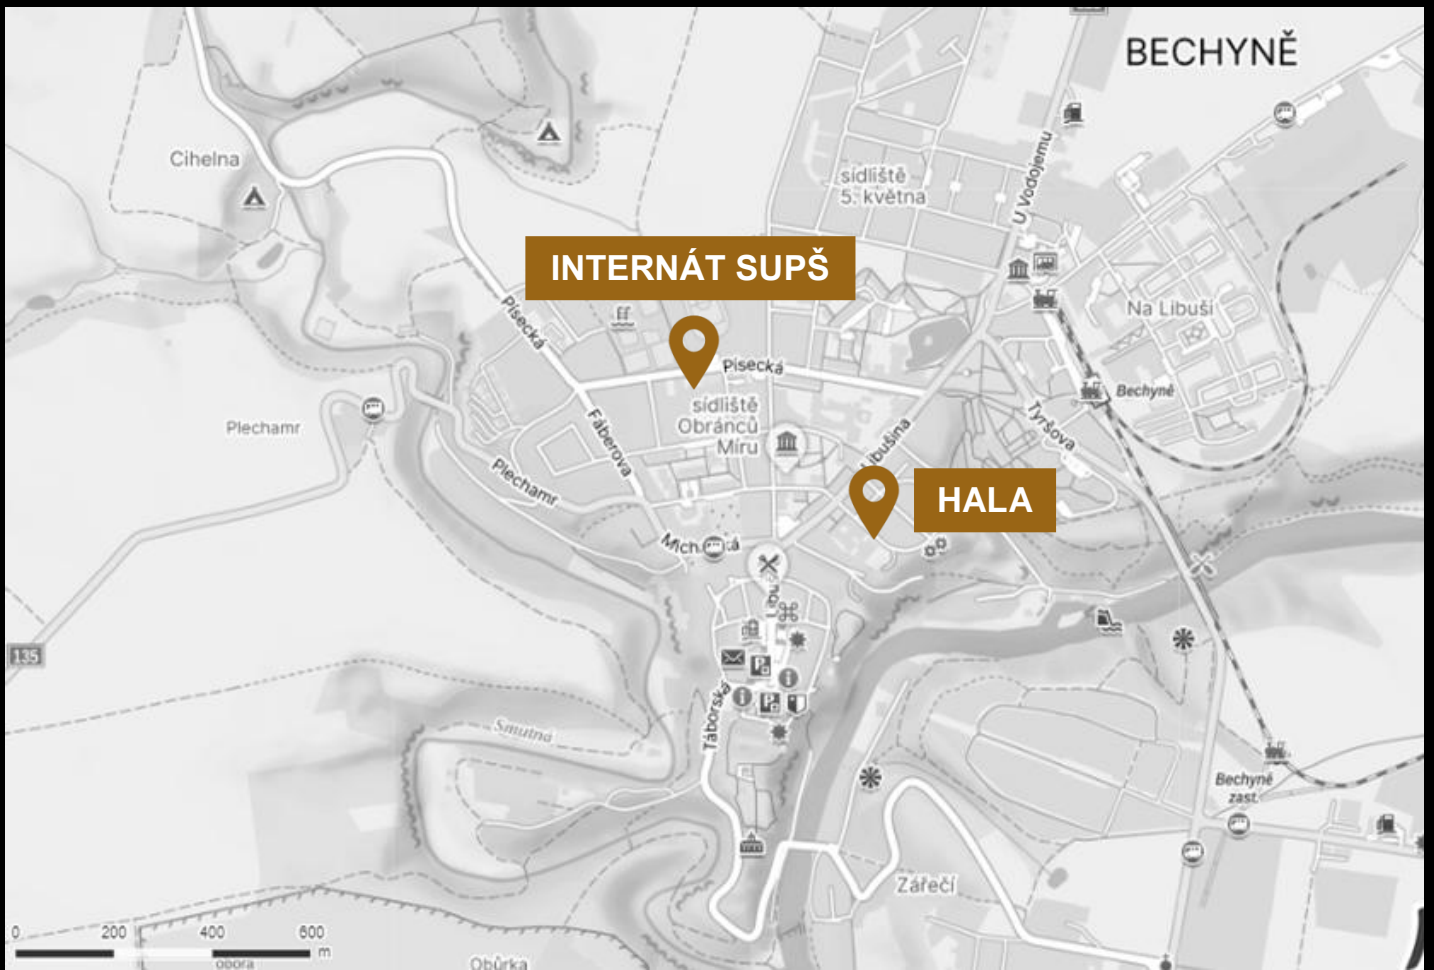 BECHYNĚ
Cihelna
sídliště
5. května
U Vodojemu
INTERNÁT SUPŠ
Na Libuši
Písecká
Písecká
Bechyně
Plechamr
sídliště
Obránců
Míru
Fáberova
Libušina
Tyršova
Plechamr
HALA
135
Táborská
Smutná
Bechyně
zast.
Zářečí
0 200 400 600
m
obora
Obůrka